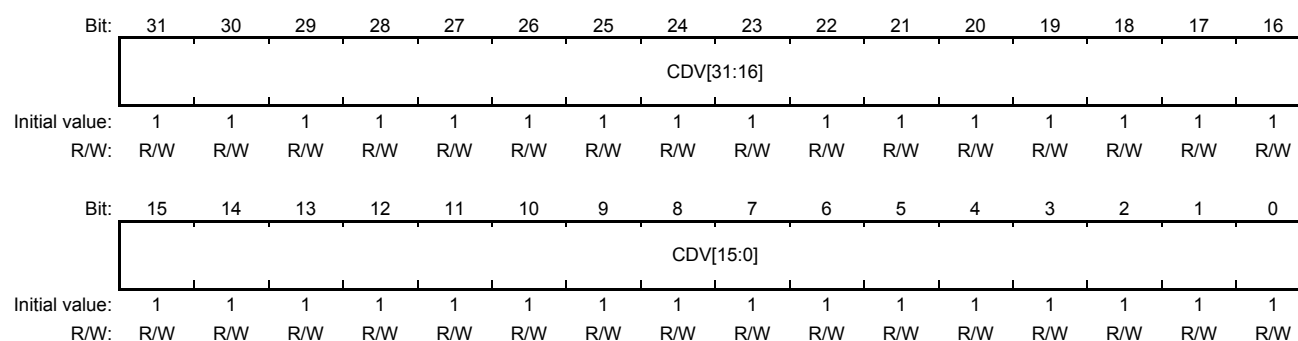 Bit: 31 30 29 28 27 26 25 24 23 22 21 20 19 18 17 16
CDV[31:16]
Initial value: 1 1 1 1 1 1 1 1 1 1 1 1 1 1 1 1
R/W: R/W R/W R/W R/W R/W R/W R/W R/W R/W R/W R/W R/W R/W R/W R/W R/W
Bit: 15 14 13 12 11 10 9 8 7 6 5 4 3 2 1 0
CDV[15:0]
Initial value: 1 1 1 1 1 1 1 1 1 1 1 1 1 1 1 1
R/W: R/W R/W R/W R/W R/W R/W R/W R/W R/W R/W R/W R/W R/W R/W R/W R/W